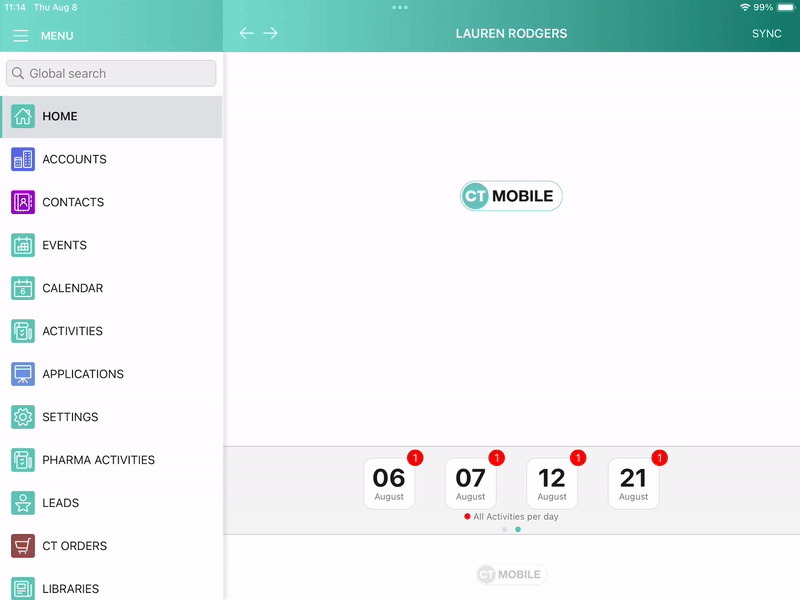 11:14 Thu Aug 8
99%
MENU
LAUREN RODGERS
SYNC
Global search
HOME
ACCOUNTS
CONTACTS
EVENTS
6
CALENDAR
ACTIVITIES
APPLICATIONS
SETTINGS
PHARMA ACTIVITIES
LEADS
CT ORDERS
LIBRARIES
CT MOBILE
1
06
August
1
07
August
1
12
August
1
21
August
All Activities per day
CT MOBILE